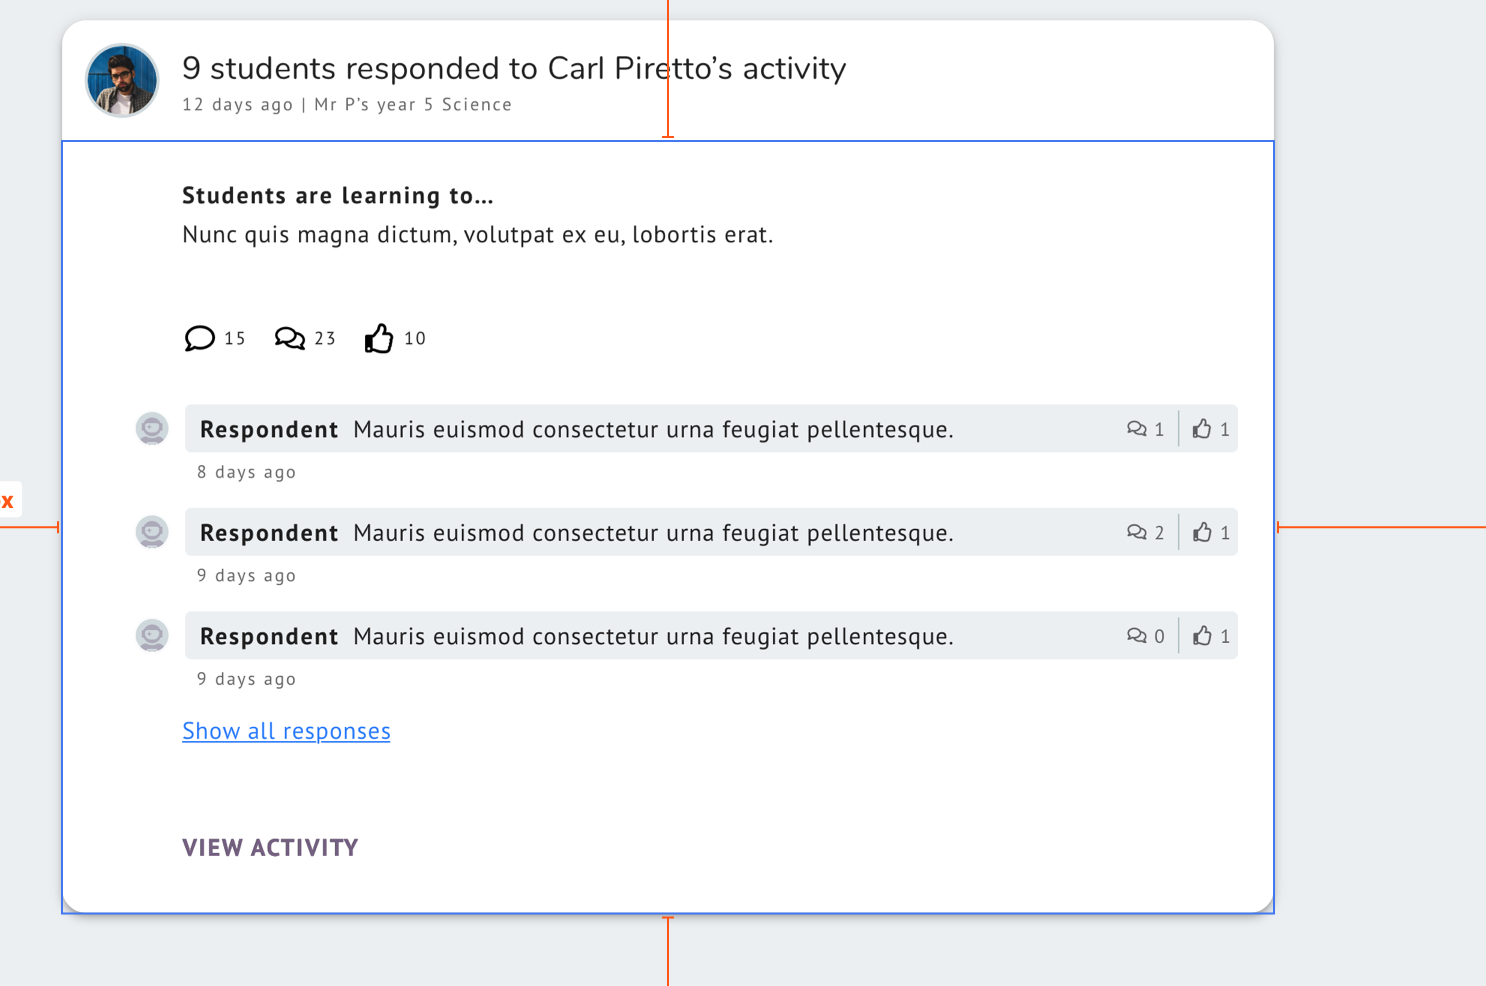 9 students responded to Carl Piretto’s activity
12 days ago | Mr P’s year 5 Science
Students are learning to...
Nunc quis magna dictum, volutpat ex eu, lobortis erat.
15 23 10
Respondent Mauris euismod consectetur urna feugiat pellentesque. 1 1
8 days ago
x
Respondent Mauris euismod consectetur urna feugiat pellentesque. 2 1
9 days ago
Respondent Mauris euismod consectetur urna feugiat pellentesque. 0 1
9 days ago
Show all responses
VIEW ACTIVITY